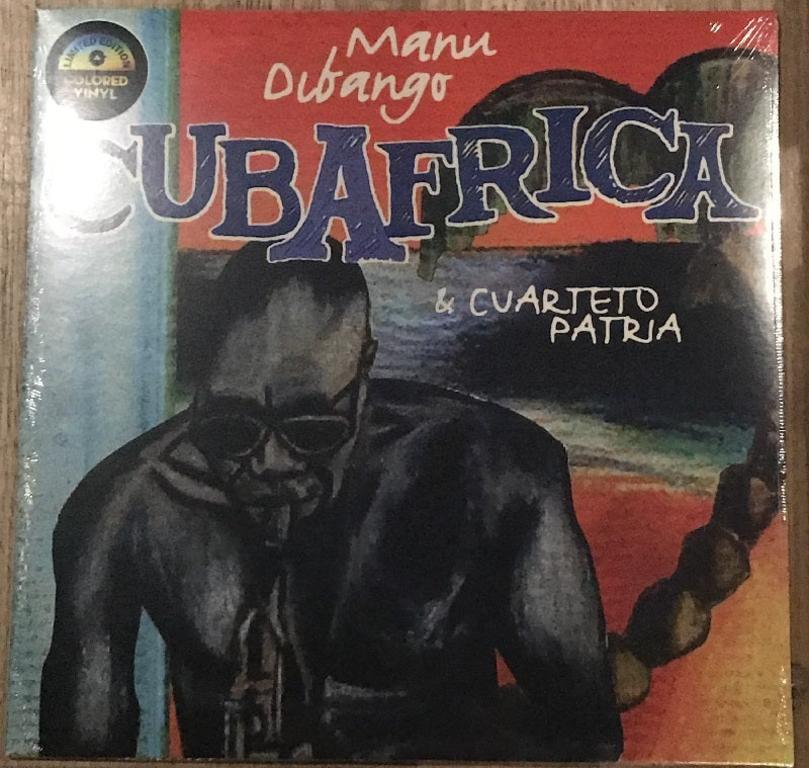 LIMITED EDITION
COLORED
VINYL
Manu
Dibango
CUBAFRICA
& CUARTETO
PATRIA